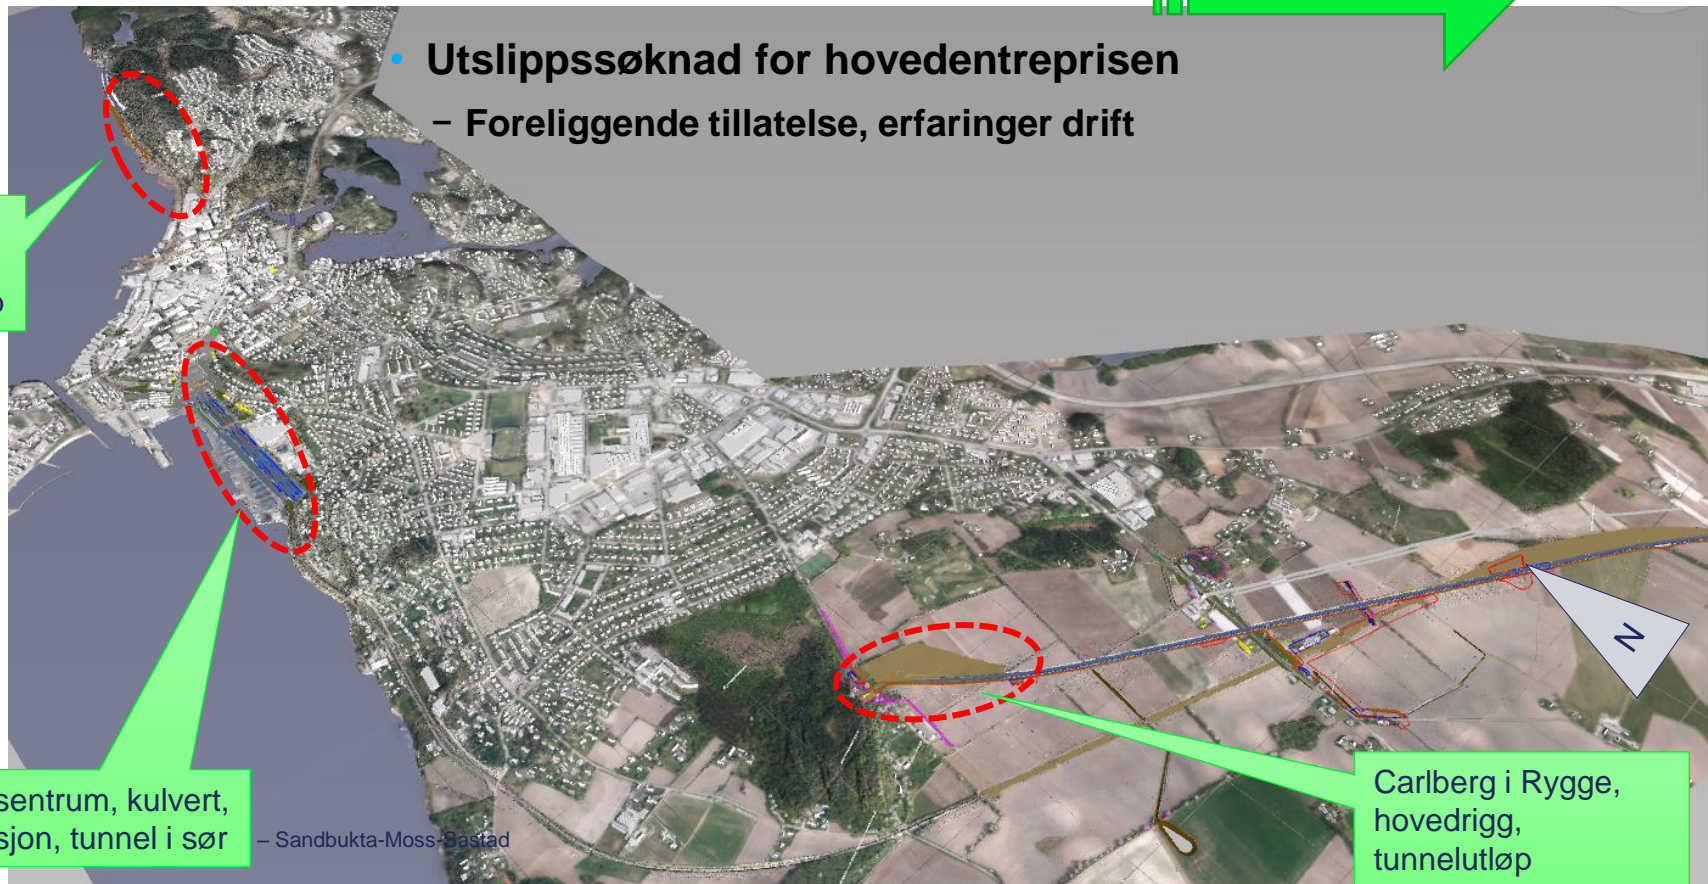 • Utslippssøknad for hovedentreprisen
– Foreliggende tillatelse, erfaringer drift
sentrum, kulvert,
sjon, tunnel i sør
– Sandbukta-Moss-Såstad
Carlberg i Rygge,
hovedrigg,
tunnelutløp
N